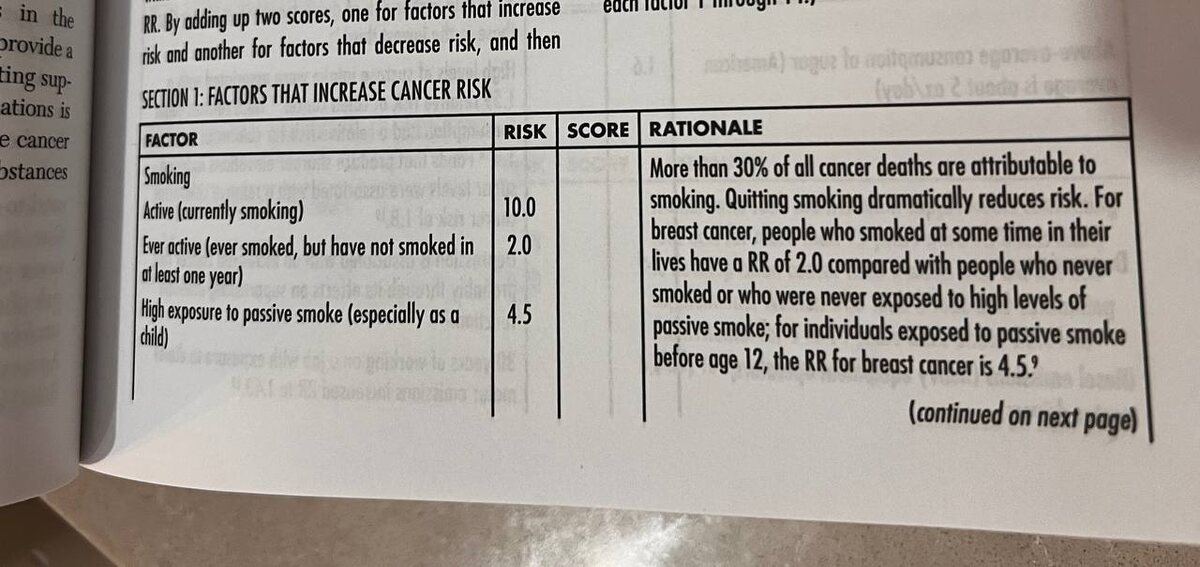 in the
provide a
ting sup-
ations is
e cancer
bstances
RR. By adding up two scores, one for factors that increase
risk and another for factors that decrease risk, and then
each factor 1 through
SECTION 1: FACTORS THAT INCREASE CANCER RISK
FACTOR RISK SCORE RATIONALE
Smoking
Active (currently smoking) 10.0
Ever active (ever smoked, but have not smoked in 2.0
at least one year)
High exposure to passive smoke (especially as a 4.5
child)
More than 30% of all cancer deaths are attributable to
smoking. Quitting smoking dramatically reduces risk. For
breast cancer, people who smoked at some time in their
lives have a RR of 2.0 compared with people who never
smoked or who were never exposed to high levels of
passive smoke; for individuals exposed to passive smoke
before age 12, the RR for breast cancer is 4.5.⁹
(continued on next page)